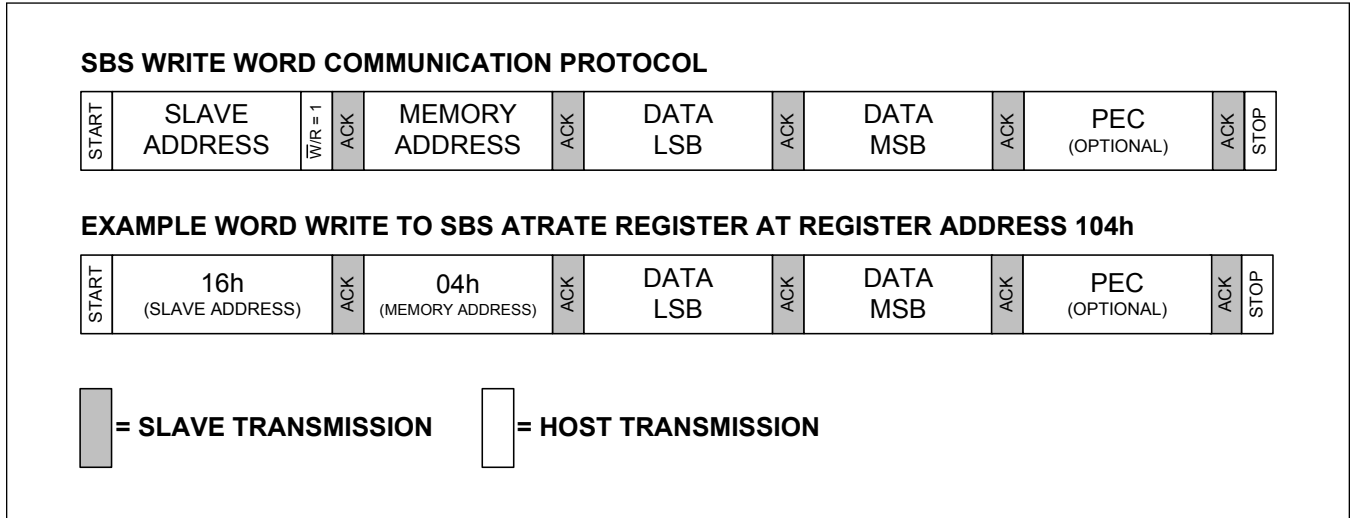 SBS WRITE WORD COMMUNICATION PROTOCOL
START
SLAVE
ADDRESS
W̅/R = 1
ACK
MEMORY
ADDRESS
ACK
DATA
LSB
ACK
DATA
MSB
ACK
PEC
(OPTIONAL)
ACK
STOP
EXAMPLE WORD WRITE TO SBS ATRATE REGISTER AT REGISTER ADDRESS 104h
START
16h
(SLAVE ADDRESS)
ACK
04h
(MEMORY ADDRESS)
ACK
DATA
LSB
ACK
DATA
MSB
ACK
PEC
(OPTIONAL)
ACK
STOP
= SLAVE TRANSMISSION
= HOST TRANSMISSION